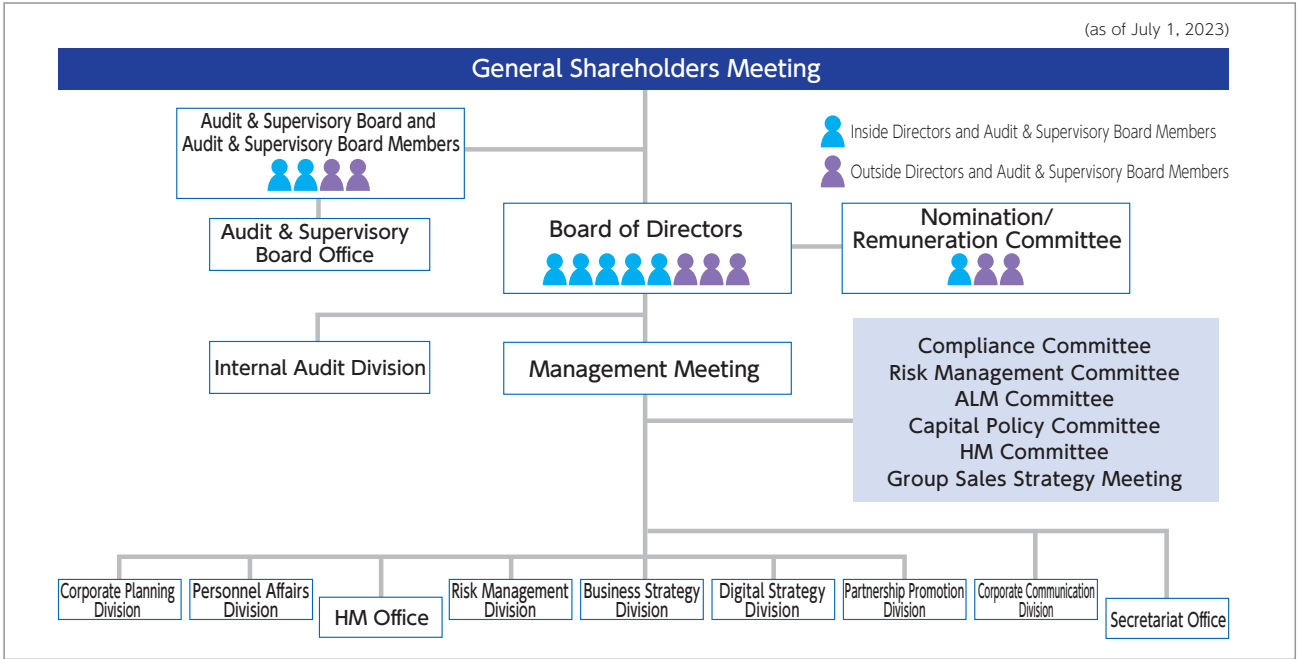 (as of July 1, 2023)
General Shareholders Meeting
Audit & Supervisory Board and
Audit & Supervisory Board Members
Inside Directors and Audit & Supervisory Board Members
Outside Directors and Audit & Supervisory Board Members
Audit & Supervisory
Board Office
Board of Directors
Nomination/
Remuneration Committee
Internal Audit Division
Management Meeting
Compliance Committee
Risk Management Committee
ALM Committee
Capital Policy Committee
HM Committee
Group Sales Strategy Meeting
Corporate Planning
Division
Personnel Affairs
Division
HM Office
Risk Management
Division
Business Strategy
Division
Digital Strategy
Division
Partnership Promotion
Division
Corporate Communication
Division
Secretariat Office